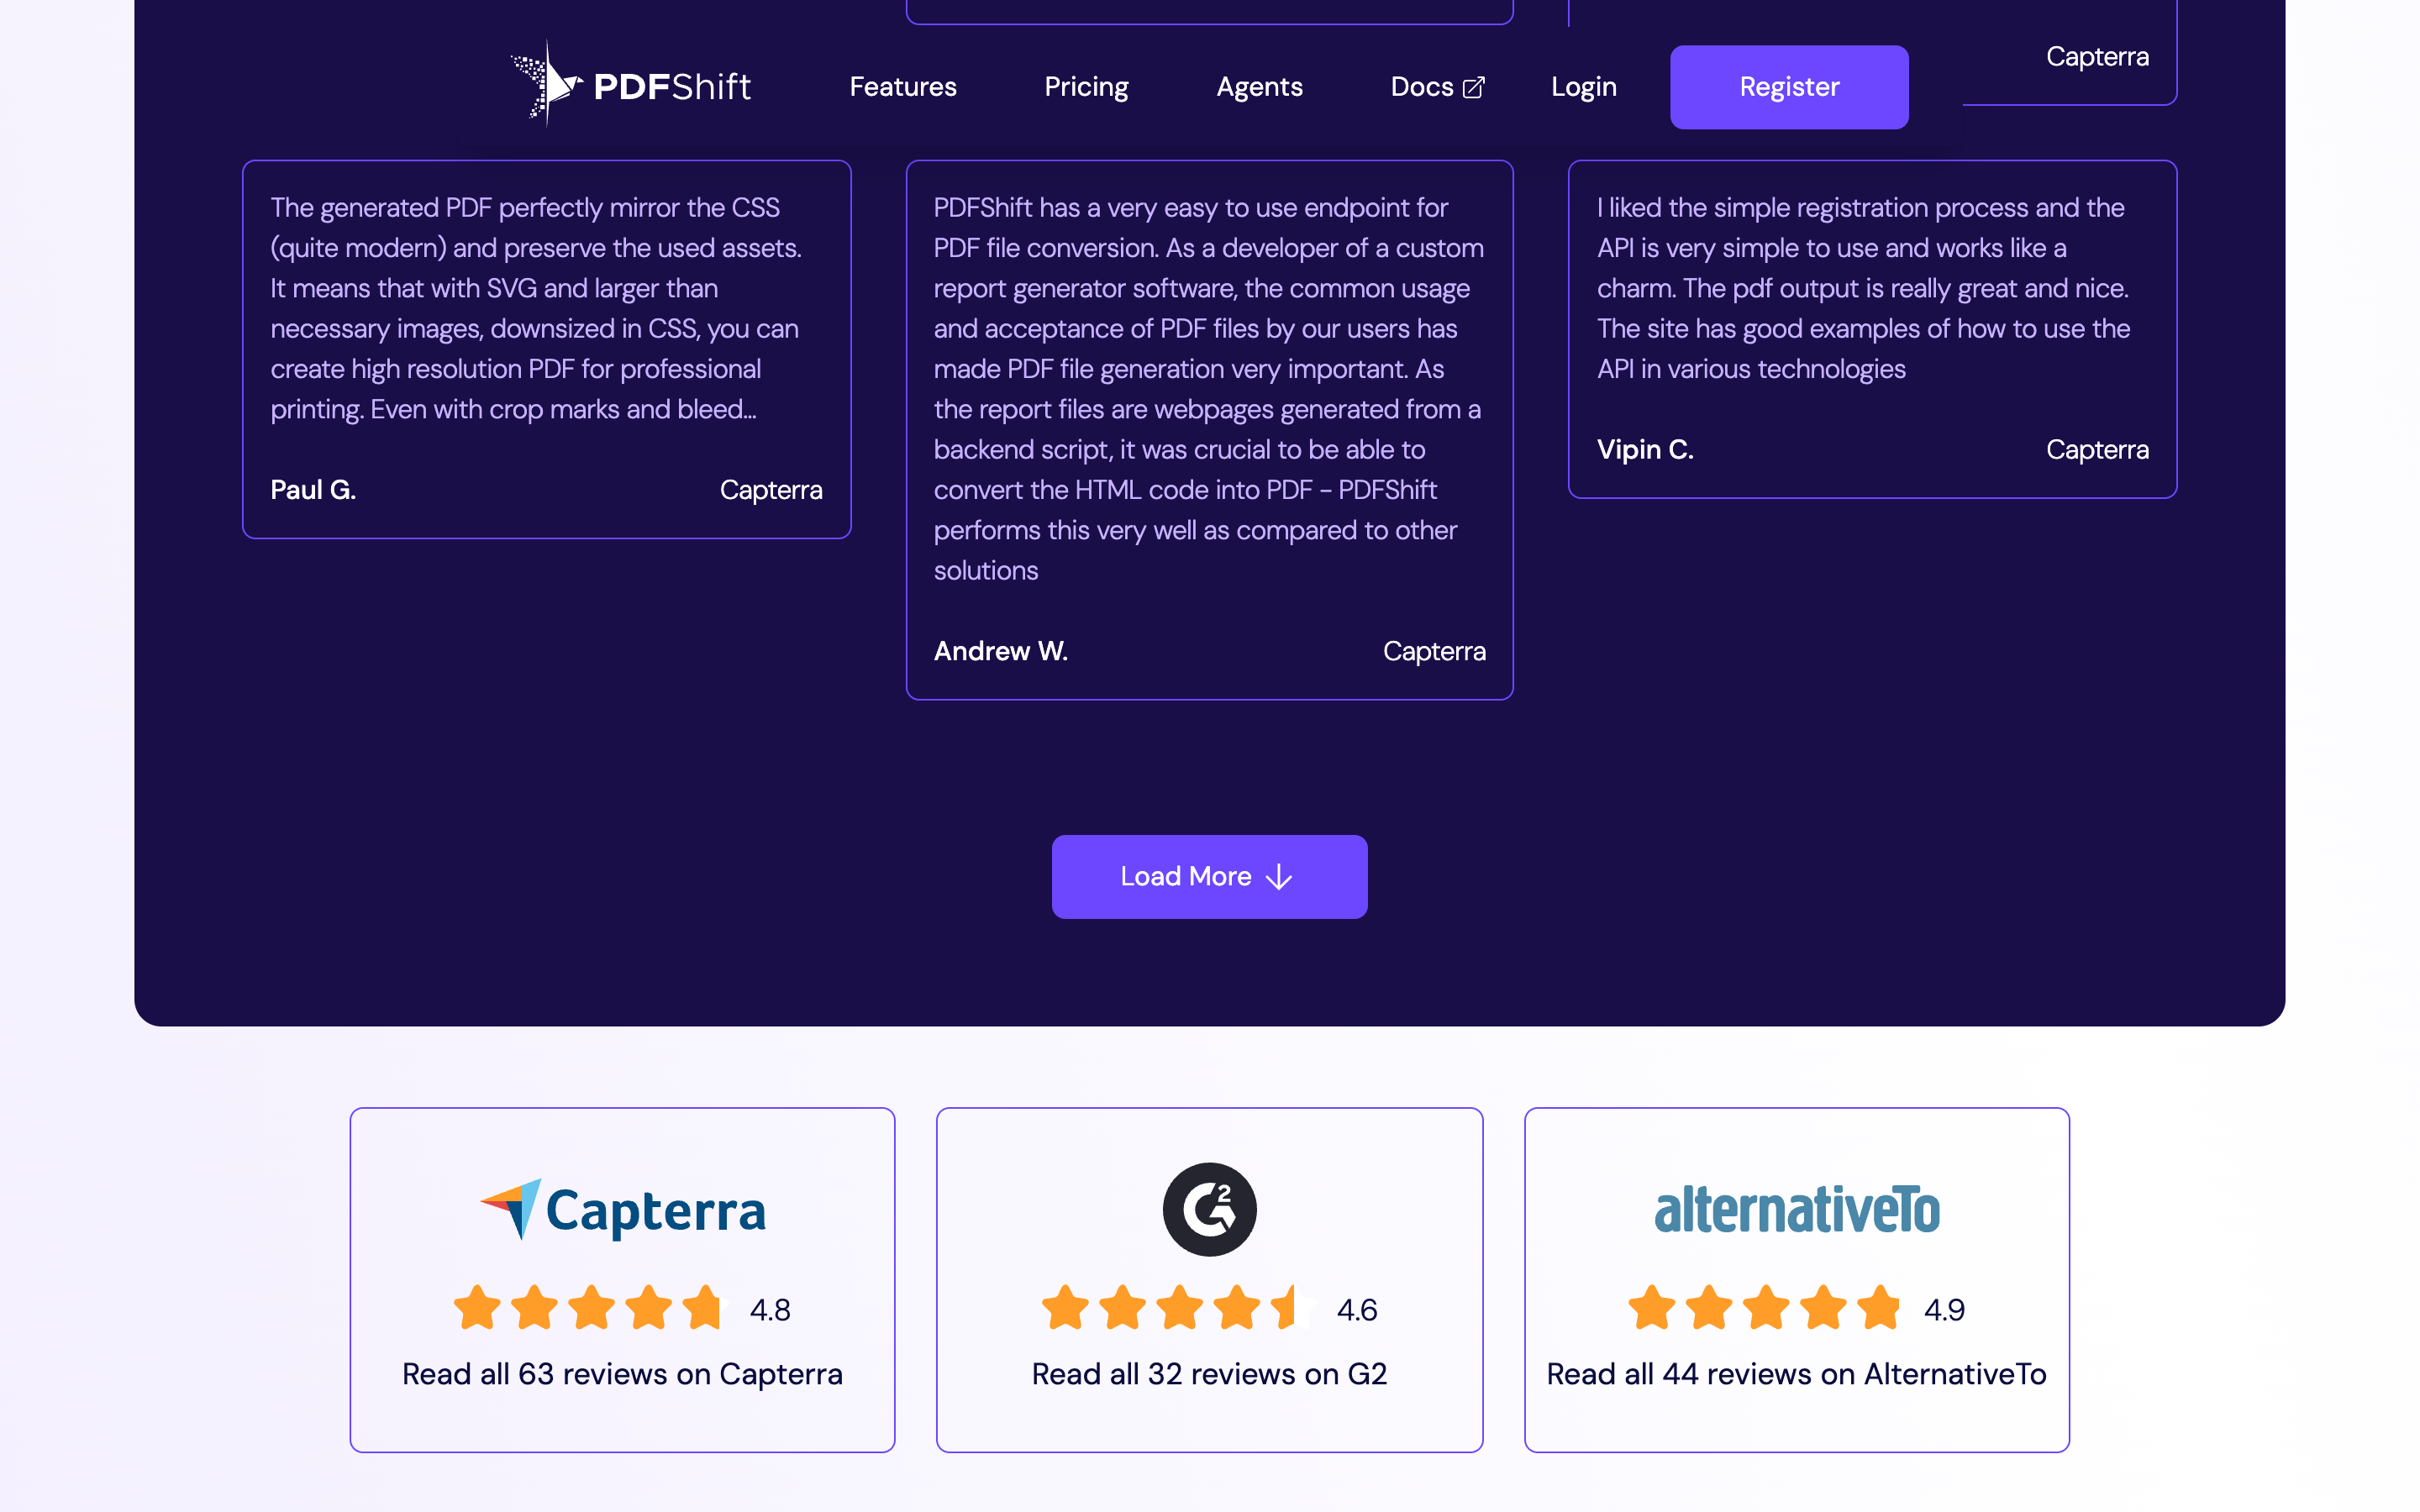 Capterra
PDFShift
Features
Pricing
Agents
Docs
Login
Register
The generated PDF perfectly mirror the CSS
(quite modern) and preserve the used assets.
It means that with SVG and larger than
necessary images, downsized in CSS, you can
create high resolution PDF for professional
printing. Even with crop marks and bleed...
Paul G.
Capterra
PDFShift has a very easy to use endpoint for
PDF file conversion. As a developer of a custom
report generator software, the common usage
and acceptance of PDF files by our users has
made PDF file generation very important. As
the report files are webpages generated from a
backend script, it was crucial to be able to
convert the HTML code into PDF - PDFShift
performs this very well as compared to other
solutions
Andrew W.
Capterra
I liked the simple registration process and the
API is very simple to use and works like a
charm. The pdf output is really great and nice.
The site has good examples of how to use the
API in various technologies
Vipin C.
Capterra
Load More
Capterra
4.8
Read all 63 reviews on Capterra
G2
4.6
Read all 32 reviews on G2
alternativeTo
4.9
Read all 44 reviews on AlternativeTo